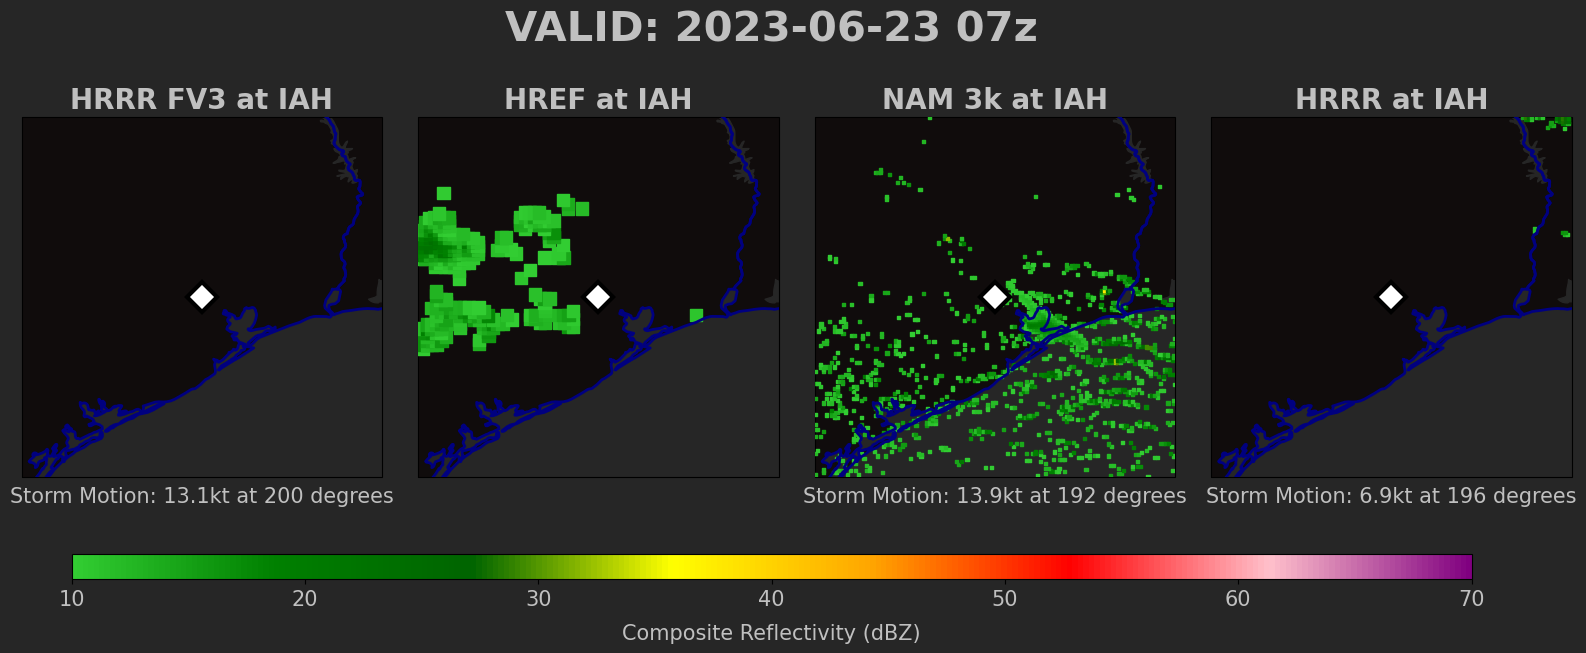 VALID: 2023-06-23 07z
HRRR FV3 at IAH
HREF at IAH
NAM 3k at IAH
HRRR at IAH
Storm Motion: 13.1kt at 200 degrees
Storm Motion: 13.9kt at 192 degrees
Storm Motion: 6.9kt at 196 degrees
10 20 30 40 50 60 70
Composite Reflectivity (dBZ)